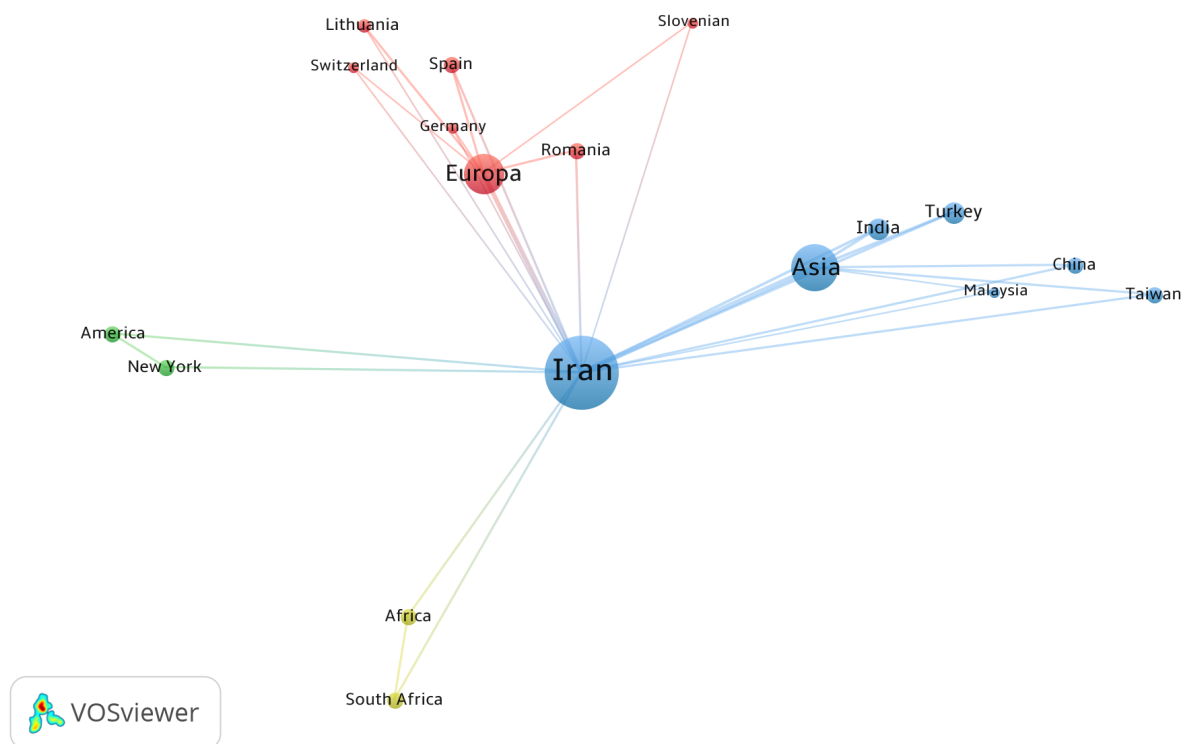 Lithuania
Slovenian
Switzerland
Spain
Germany
Romania
Europa
Turkey
India
Asia
China
Malaysia
Taiwan
America
New York
Iran
Africa
South Africa
VOSviewer